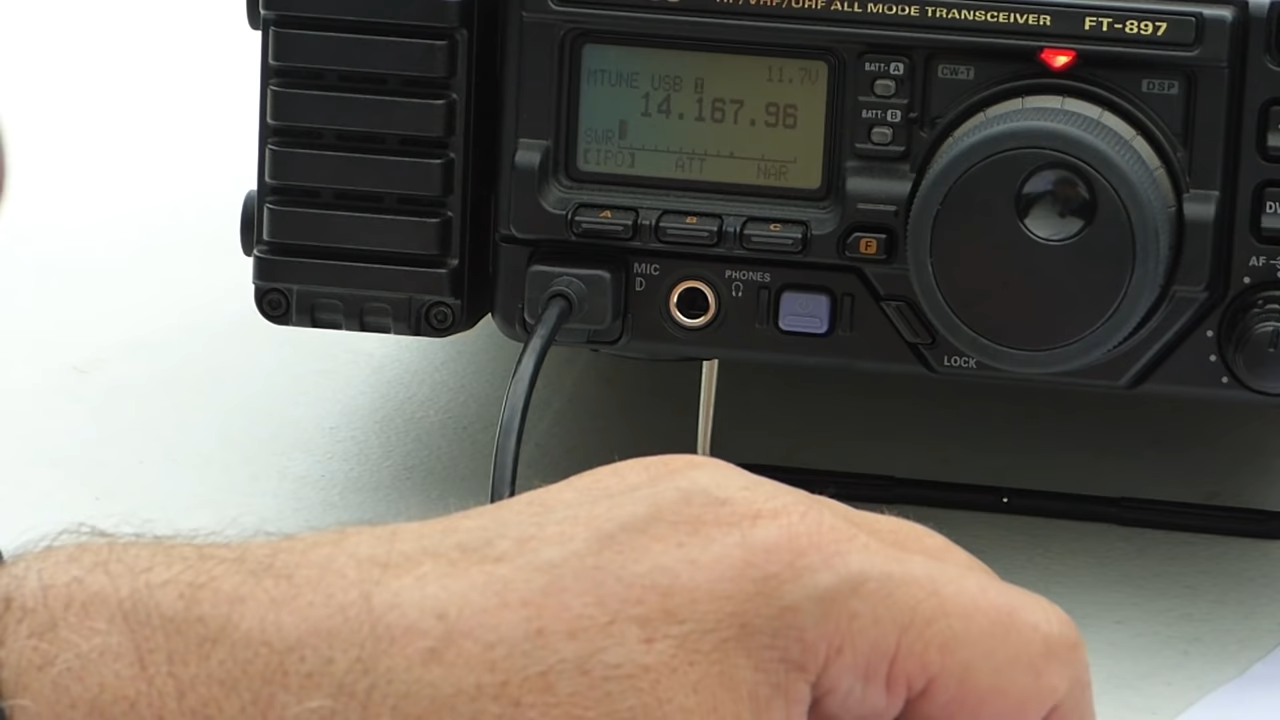 HF/VHF/UHF ALL MODE TRANSCEIVER FT-897
MTUNE USB 11.7V
14.167.96
SWR
[IPO] ATT NAR
BATT-A
BATT-B
CW-T
DSP
A B C
F
MIC
PHONES
LOCK
AF